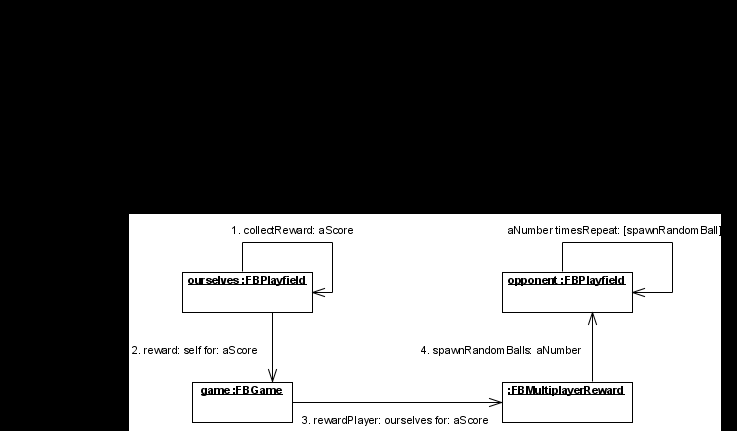 1. collectReward: aScore
aNumber timesRepeat: [spawnRandomBall]
ourselves :FBPlayfield
opponent :FBPlayfield
2. reward: self for: aScore
4. spawnRandomBalls: aNumber
game :FBGame
:FBMultiplayerReward
3. rewardPlayer: ourselves for: aScore